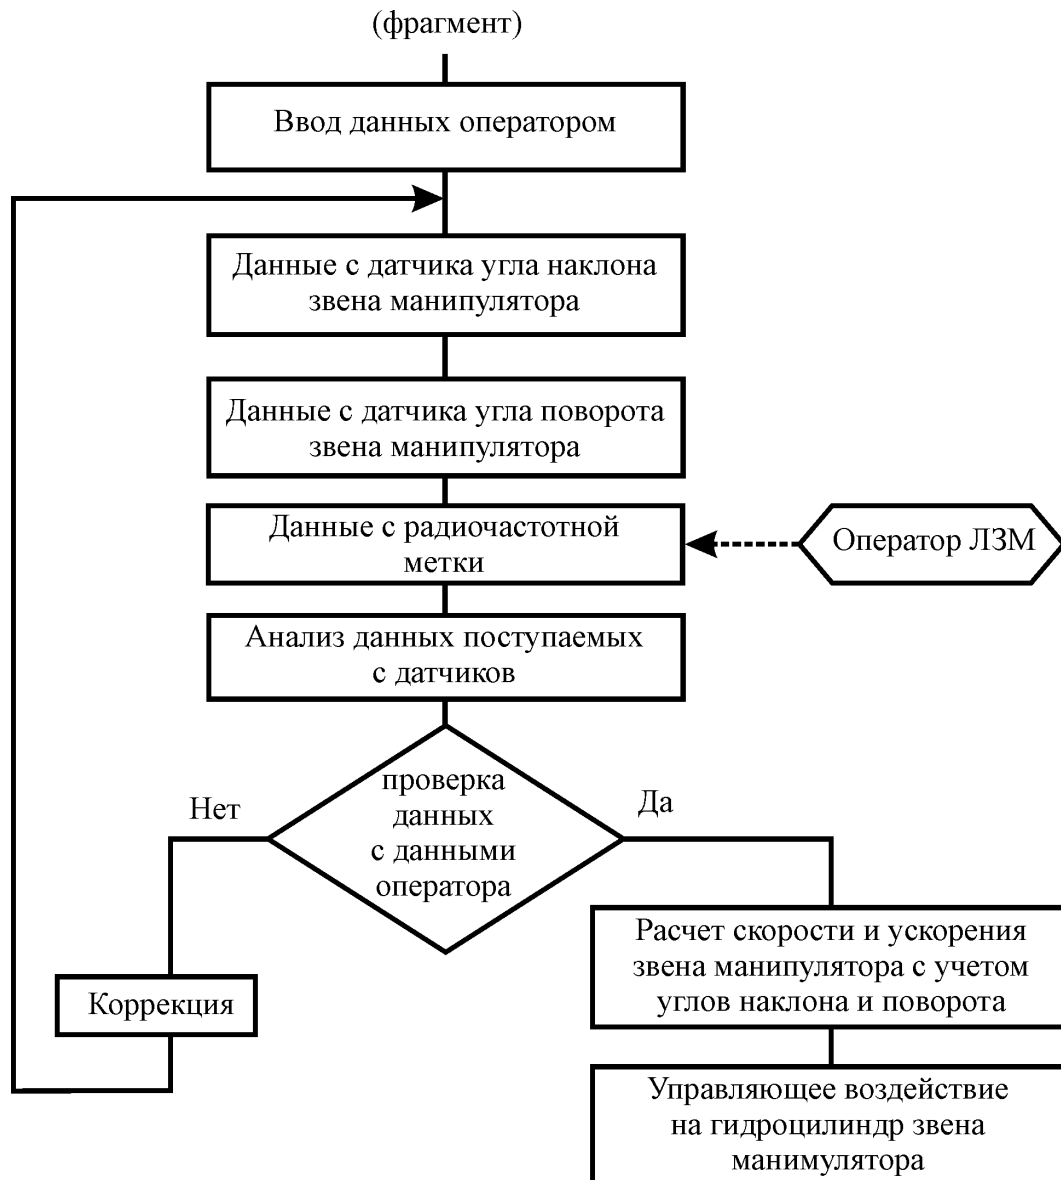 (фрагмент)
Ввод данных оператором
Данные с датчика угла наклона
звена манипулятора
Данные с датчика угла поворота
звена манипулятора
Данные с радиочастотной
метки
Оператор ЛЗМ
Анализ данных поступаемых
с датчиков
проверка
данных
с данными
оператора
Нет
Да
Коррекция
Расчет скорости и ускорения
звена манипулятора с учетом
углов наклона и поворота
Управляющее воздействие
на гидроцилиндр звена
манимулятора